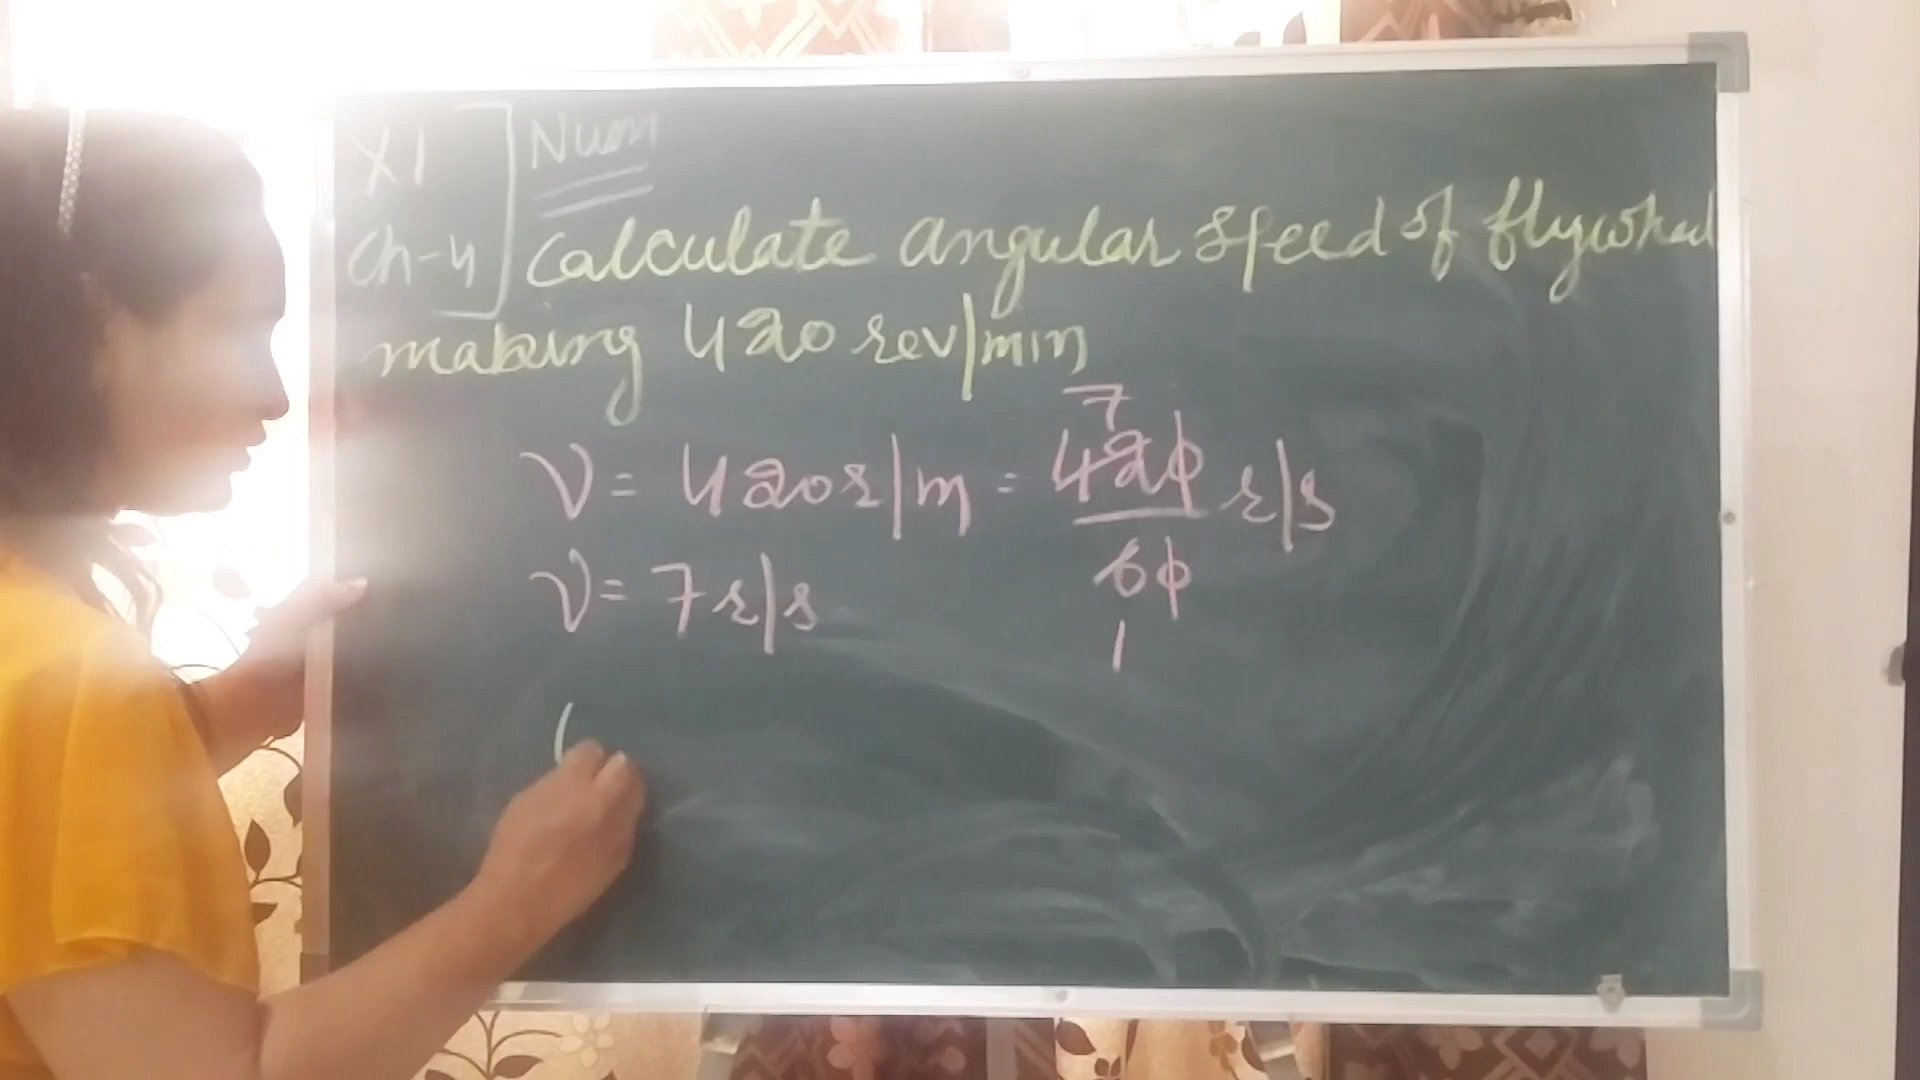 XI
Ch-4
Num
Calculate angular speed of flywheel
making 420 rev/min
ν = 420 r/m = 420/60 r/s
7
1
ν = 7 r/s